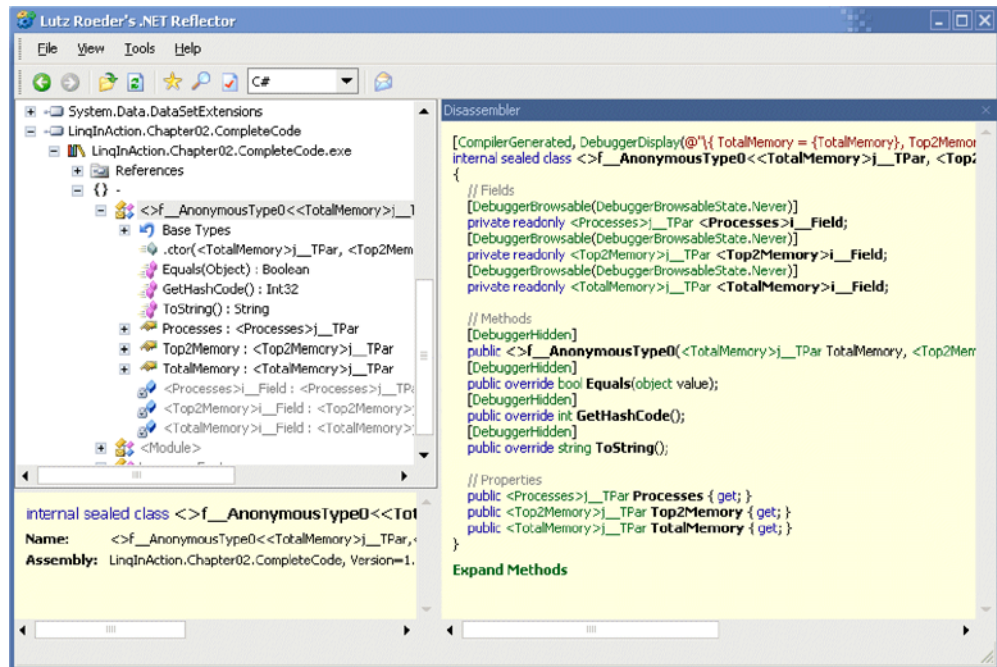 Lutz Roeder's .NET Reflector
File View Tools Help
C#
System.Data.DataSetExtensions
LinqInAction.Chapter02.CompleteCode
LinqInAction.Chapter02.CompleteCode.exe
References
{} -
<>f__AnonymousType0<<TotalMemory>j__T
Base Types
.ctor(<TotalMemory>j__TPar, <Top2Mem
Equals(Object) : Boolean
GetHashCode() : Int32
ToString() : String
Processes : <Processes>j__TPar
Top2Memory : <Top2Memory>j__TPar
TotalMemory : <TotalMemory>j__TPar
<Processes>i__Field : <Processes>j__TPa
<Top2Memory>i__Field : <Top2Memory>
<TotalMemory>i__Field : <TotalMemory>
<Module>
internal sealed class <>f__AnonymousType0<<Tot
Name: <>f__AnonymousType0<<TotalMemory>j__TPar,<
Assembly: LinqInAction.Chapter02.CompleteCode, Version=1.
Disassembler
[CompilerGenerated, DebuggerDisplay(@"\{ TotalMemory = {TotalMemory}, Top2Memor
internal sealed class <>f__AnonymousType0<<TotalMemory>j__TPar, <Top2
{
// Fields
[DebuggerBrowsable(DebuggerBrowsableState.Never)]
private readonly <Processes>j__TPar <Processes>i__Field;
[DebuggerBrowsable(DebuggerBrowsableState.Never)]
private readonly <Top2Memory>j__TPar <Top2Memory>i__Field;
[DebuggerBrowsable(DebuggerBrowsableState.Never)]
private readonly <TotalMemory>j__TPar <TotalMemory>i__Field;
// Methods
[DebuggerHidden]
public <>f__AnonymousType0(<TotalMemory>j__TPar TotalMemory, <Top2Mem
[DebuggerHidden]
public override bool Equals(object value);
[DebuggerHidden]
public override int GetHashCode();
[DebuggerHidden]
public override string ToString();
// Properties
public <Processes>j__TPar Processes { get; }
public <Top2Memory>j__TPar Top2Memory { get; }
public <TotalMemory>j__TPar TotalMemory { get; }
}
Expand Methods